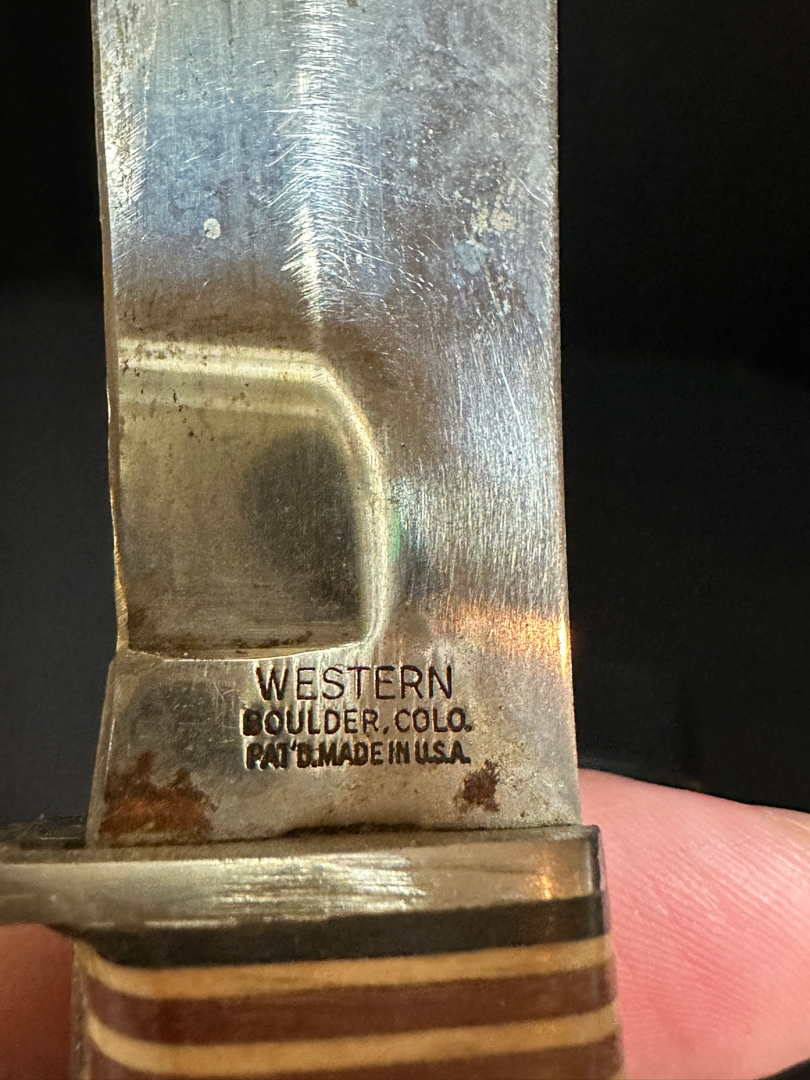 WESTERN
BOULDER, COLO.
PAT'D. MADE IN U.S.A.